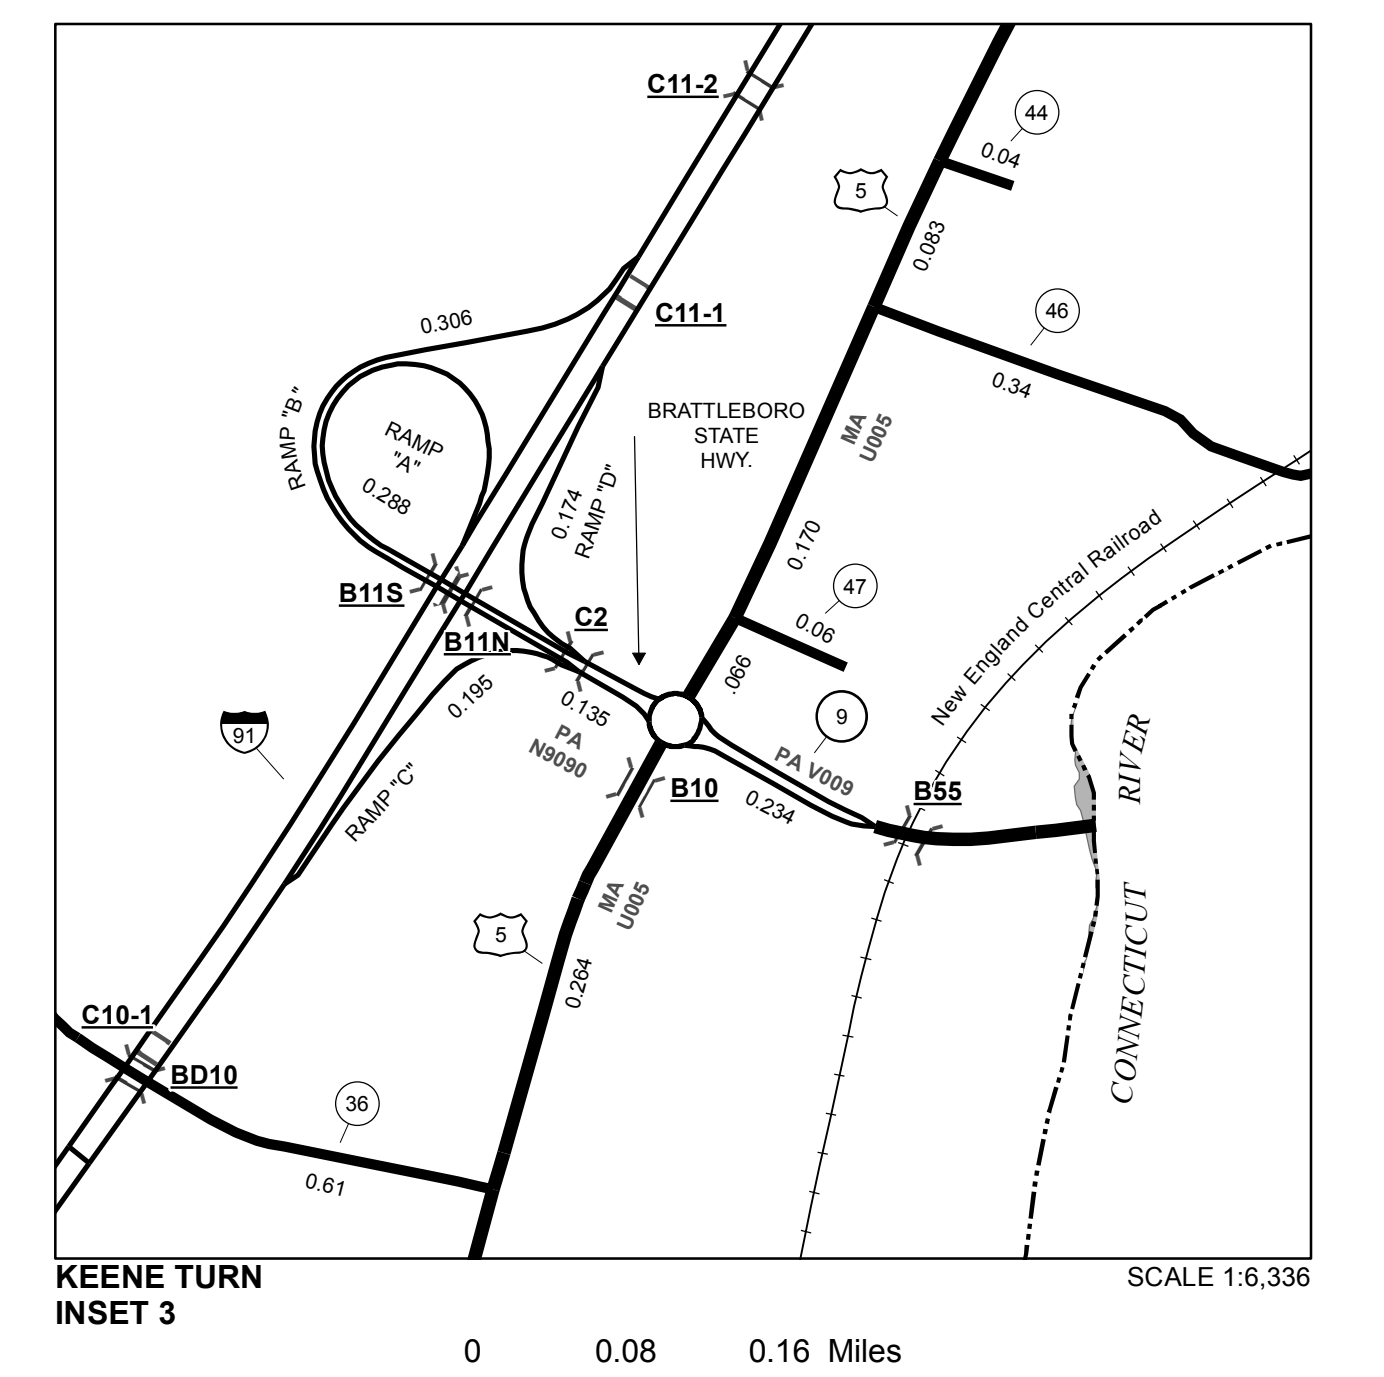 C11-2
44
0.04
5
0.083
C11-1
46
0.306
0.34
RAMP "B"
RAMP
"A"
0.288
BRATTLEBORO
STATE
HWY.
MA
U005
0.174
RAMP "D"
0.170
New England Central Railroad
B11S
47
0.06
C2
B11N
.066
0.195
0.135
PA
N9090
9
PA V009
91
RAMP "C"
B10
0.234
B55
RIVER
CONNECTICUT
MA
U005
5
0.264
C10-1
BD10
36
0.61
KEENE TURN
INSET 3
SCALE 1:6,336
0 0.08 0.16 Miles